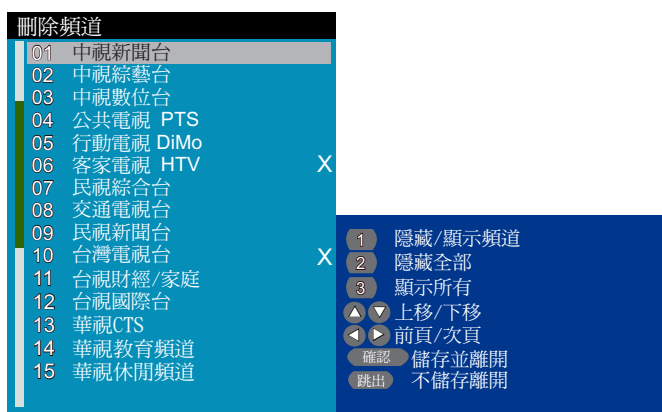 刪除頻道
01 中視新聞台
02 中視綜藝台
03 中視數位台
04 公共電視 PTS
05 行動電視 DiMo
06 客家電視 HTV X
07 民視綜合台
08 交通電視台
09 民視新聞台
10 台灣電視台 X
11 台視財經/家庭
12 台視國際台
13 華視CTS
14 華視教育頻道
15 華視休閒頻道
1 隱藏/顯示頻道
2 隱藏全部
3 顯示所有
上移/下移
前頁/次頁
確認 儲存並離開
跳出 不儲存離開